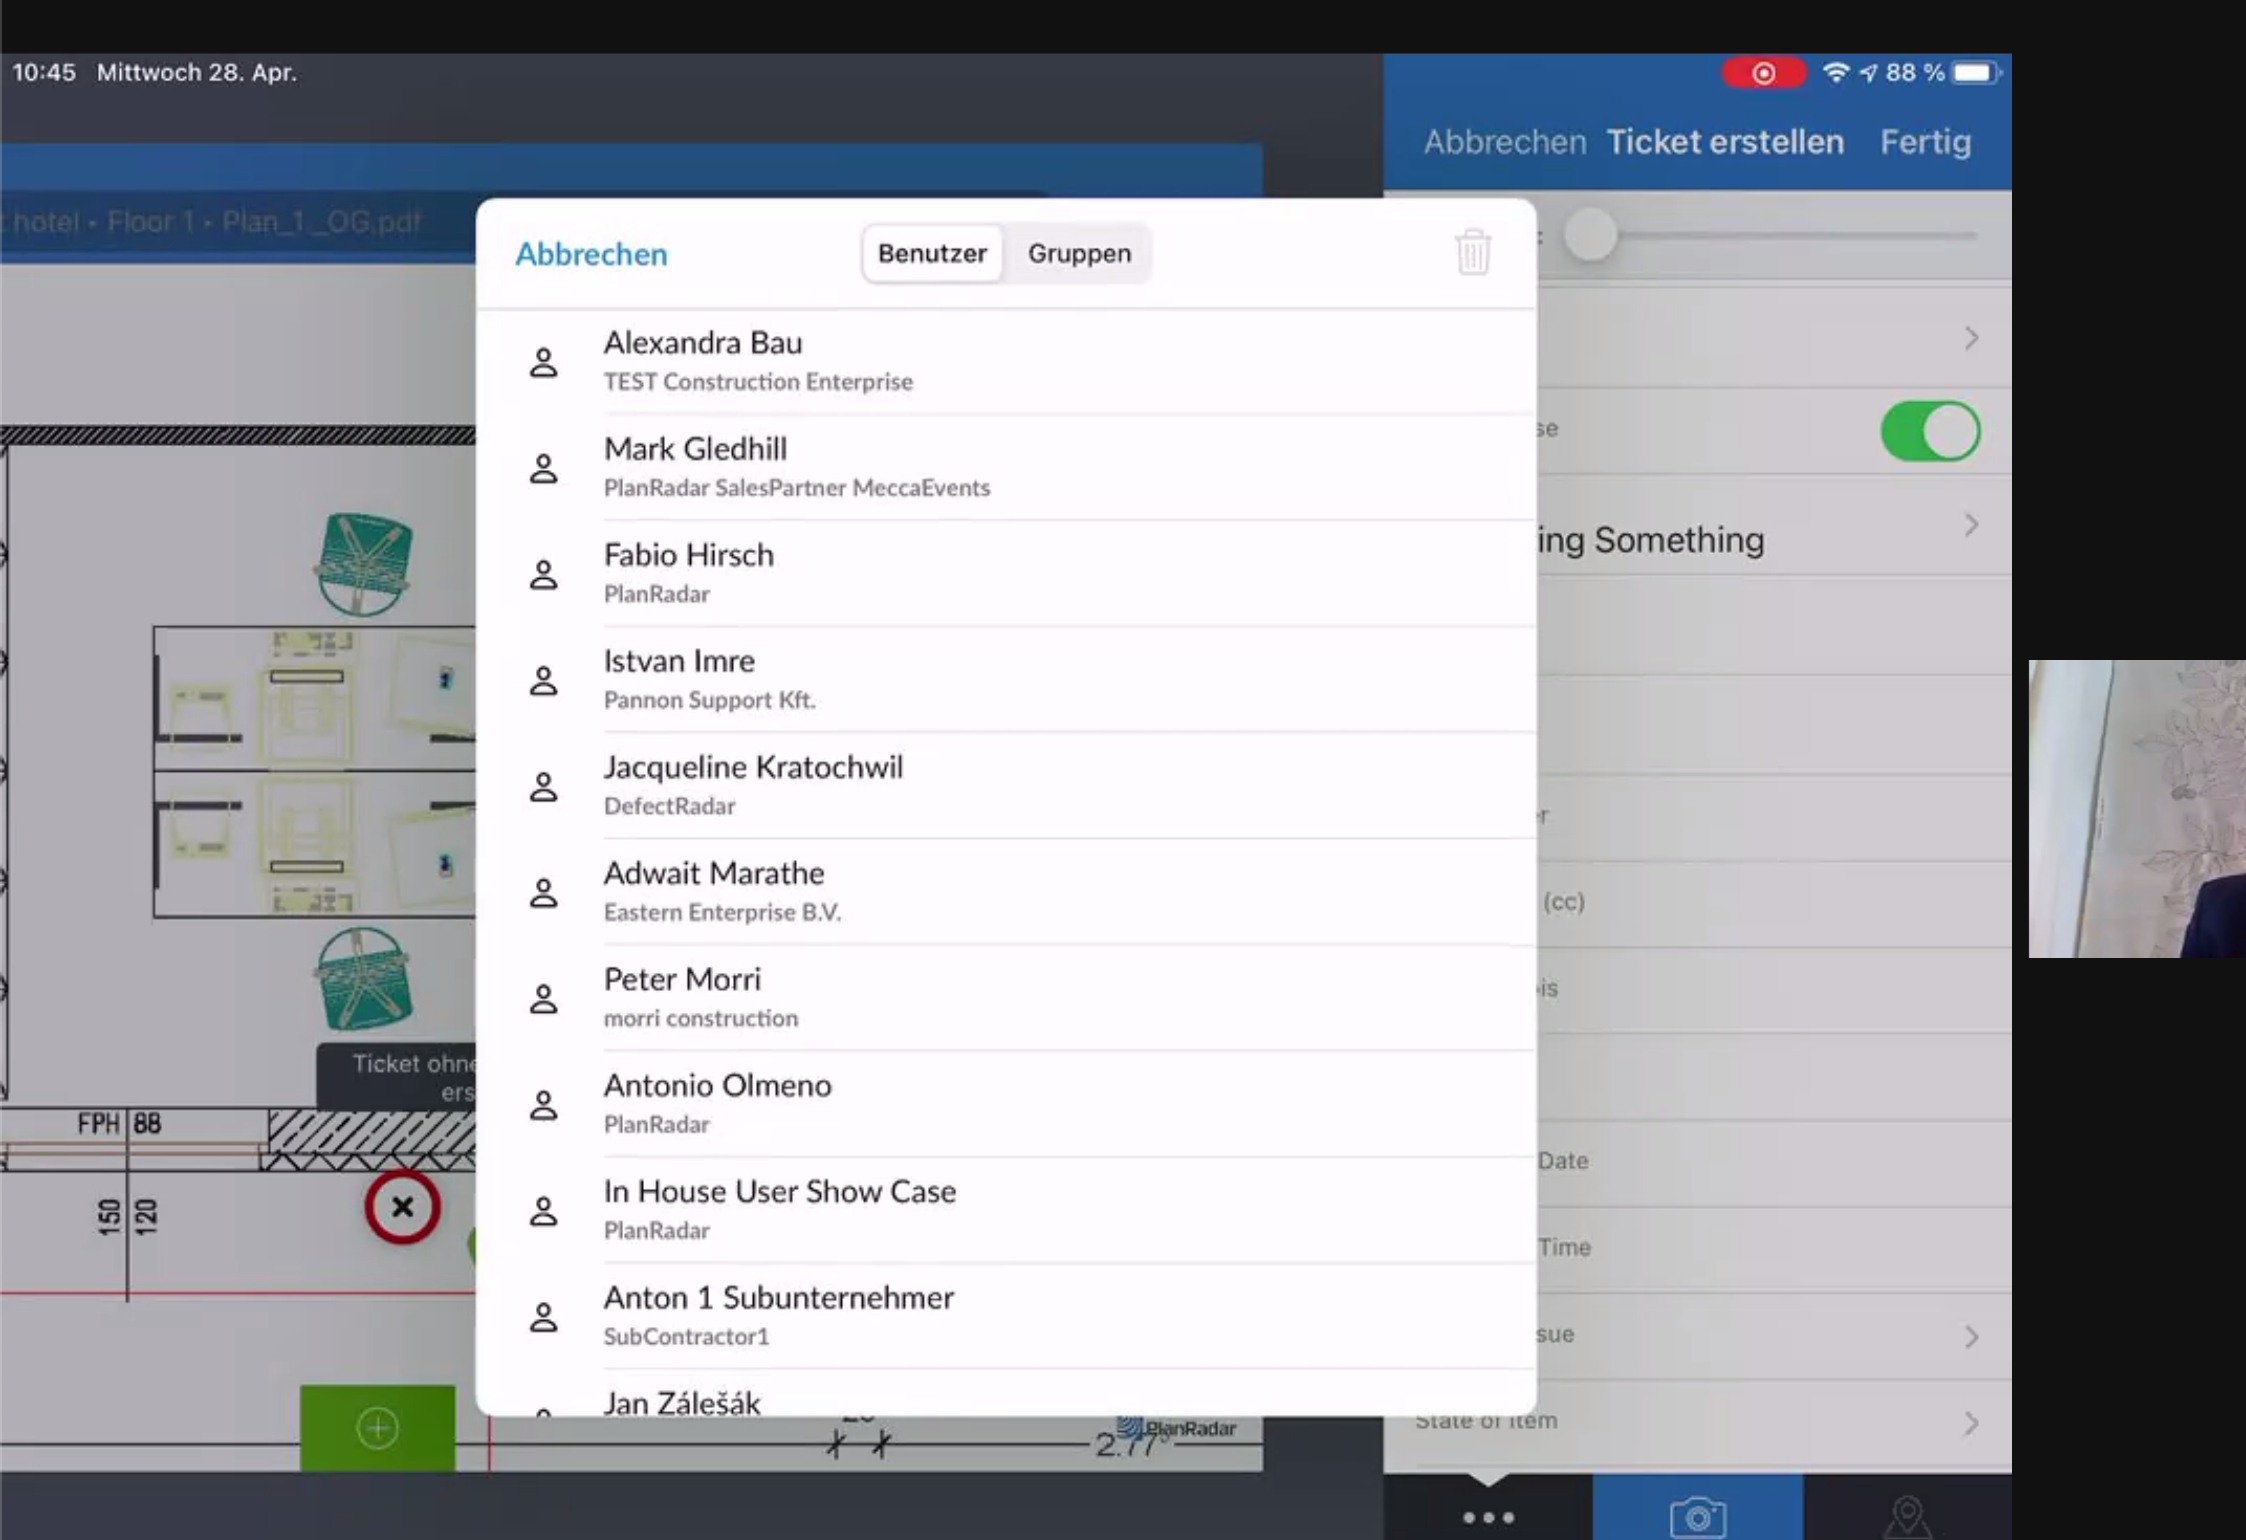 10:45 Mittwoch 28. Apr.
88 %
Abbrechen Ticket erstellen Fertig
hotel • Floor 1 • Plan_1_OG.pdf
Abbrechen
Benutzer Gruppen
Alexandra Bau
TEST Construction Enterprise
Mark Gledhill
PlanRadar SalesPartner MeccaEvents
Fabio Hirsch
PlanRadar
Istvan Imre
Pannon Support Kft.
Jacqueline Kratochwil
DefectRadar
Adwait Marathe
Eastern Enterprise B.V.
Peter Morri
morri construction
Antonio Olmeno
PlanRadar
In House User Show Case
PlanRadar
Anton 1 Subunternehmer
SubContractor1
Jan Zálešák
se
ing Something
r
(cc)
is
Date
Time
sue
State of item
Ticket ohne
ers
FPH 88
150
120
PlanRadar
2.77⁵